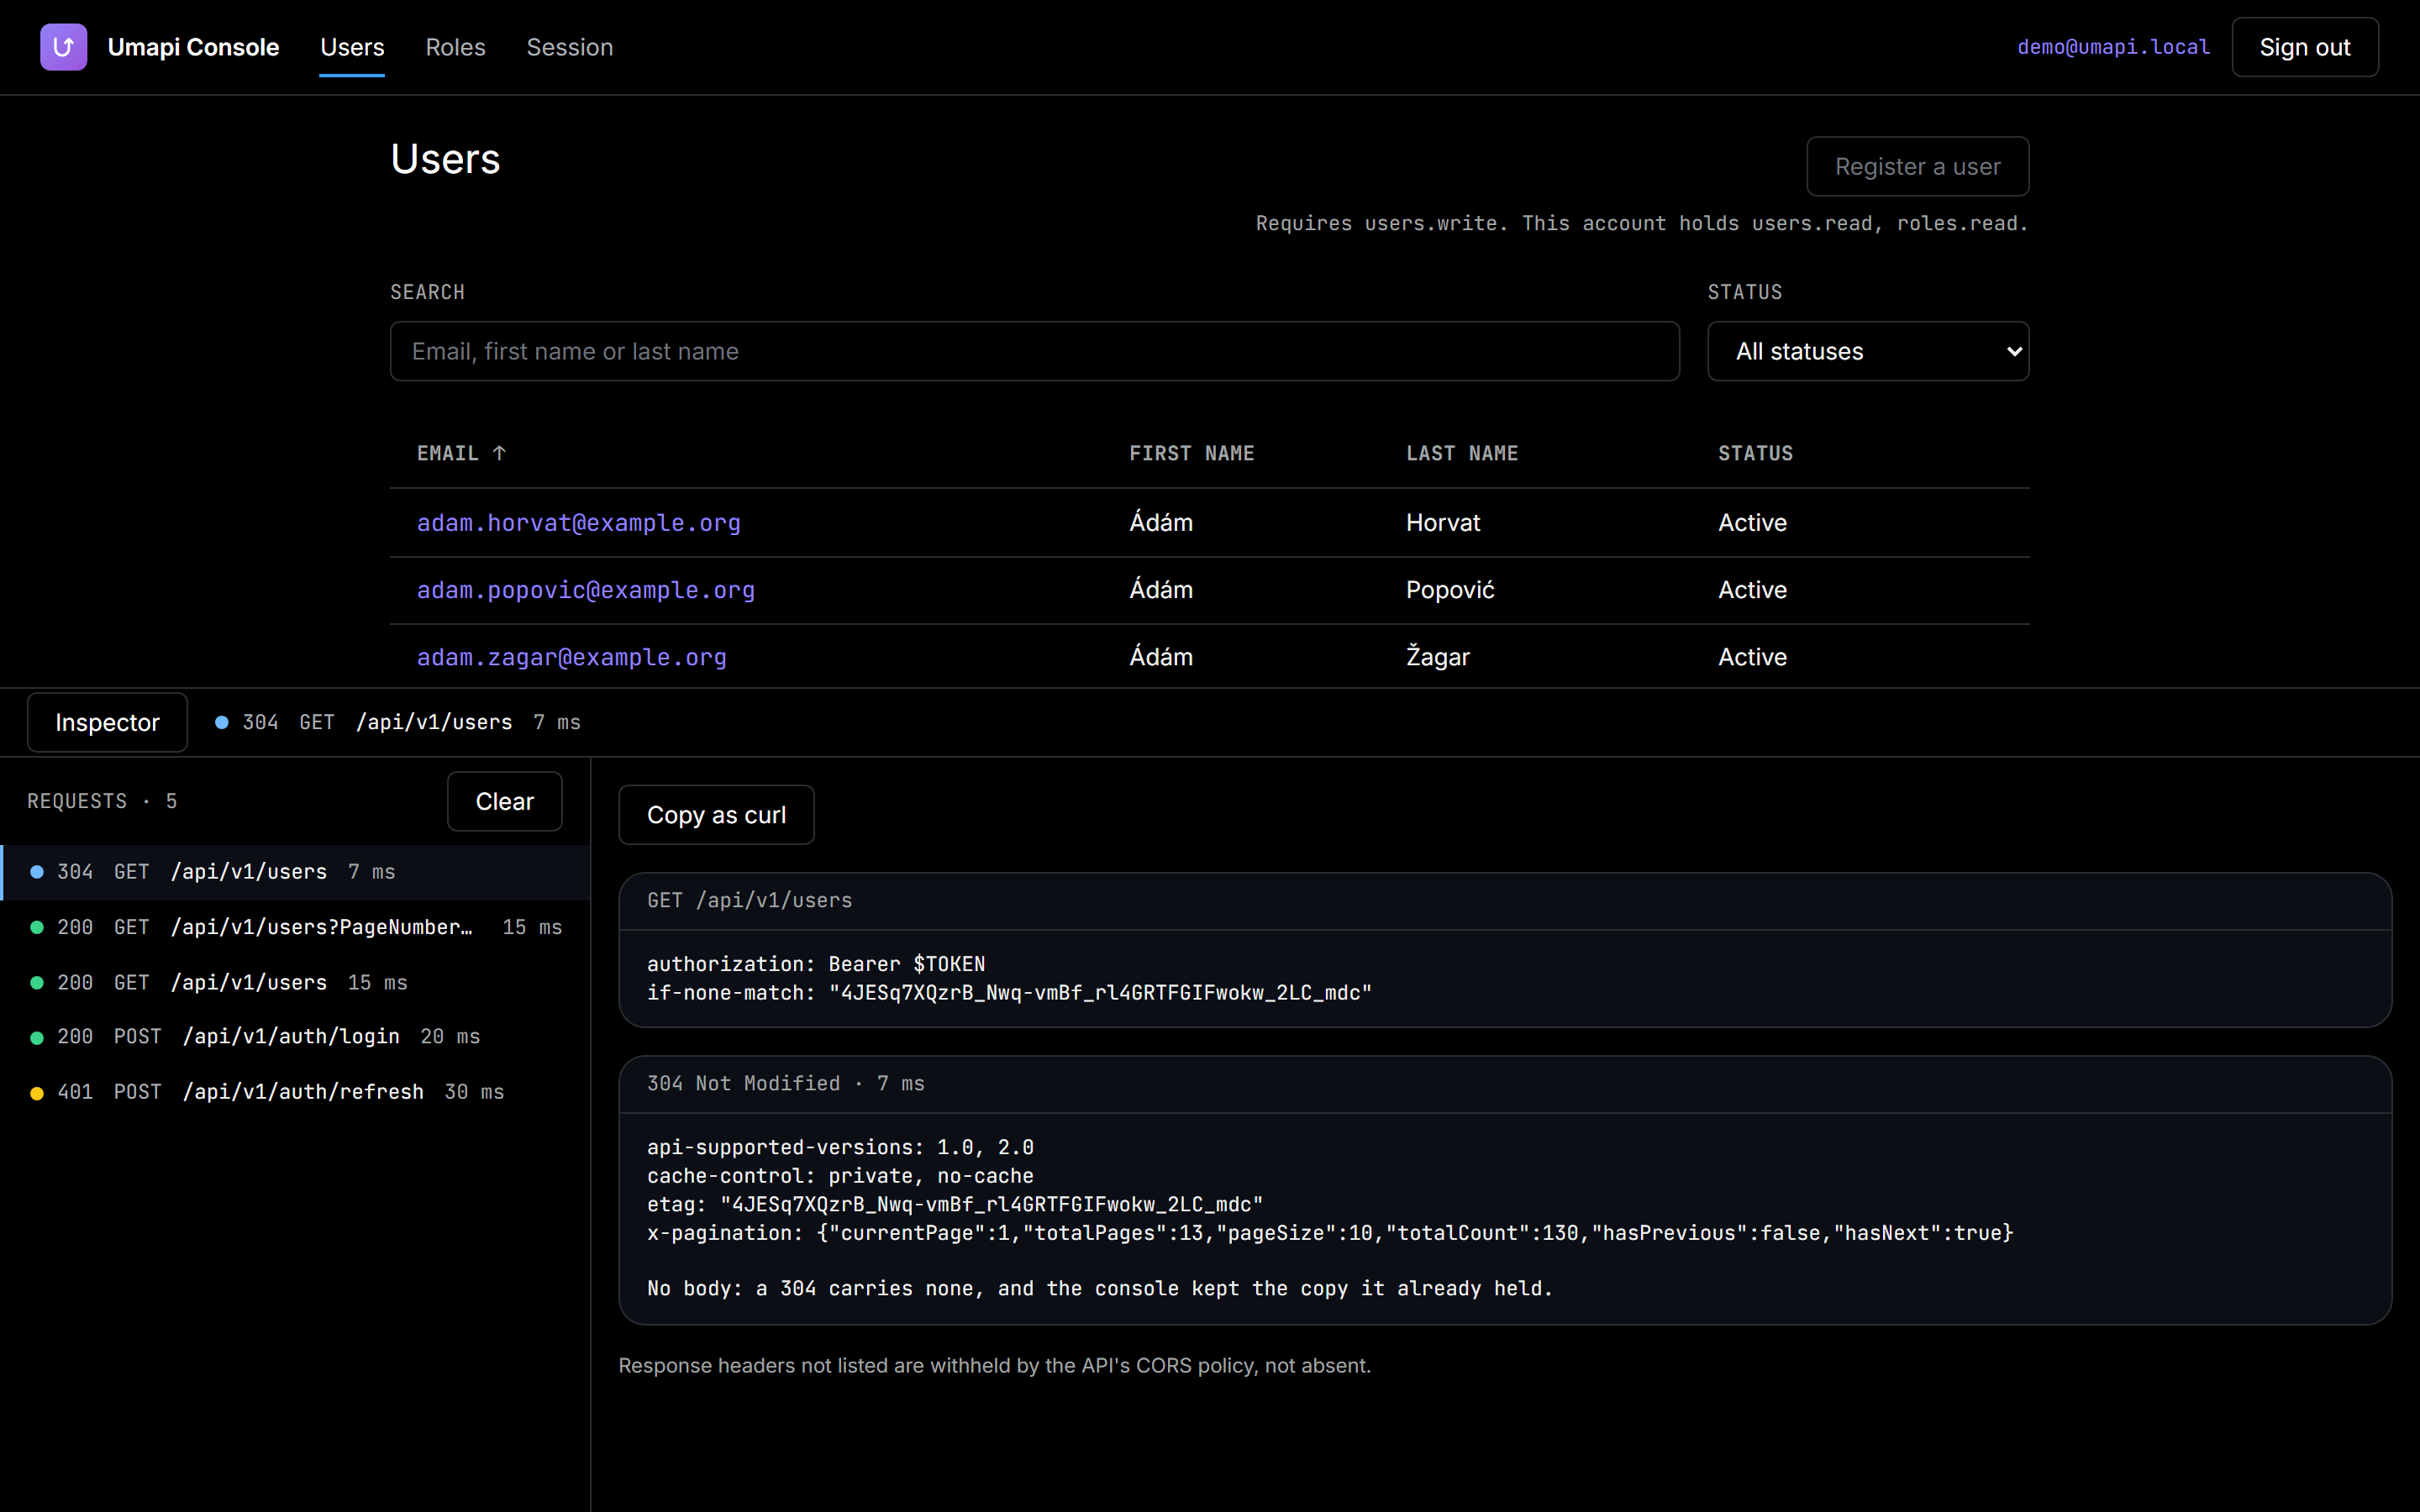 Umapi Console Users Roles Session demo@umapi.local Sign out
Users
Register a user
Requires users.write. This account holds users.read, roles.read.
SEARCH STATUS
Email, first name or last name All statuses
EMAIL ↑ FIRST NAME LAST NAME STATUS
adam.horvat@example.org Ádám Horvat Active
adam.popovic@example.org Ádám Popović Active
adam.zagar@example.org Ádám Žagar Active
Inspector 304 GET /api/v1/users 7 ms
REQUESTS · 5 Clear
304 GET /api/v1/users 7 ms
200 GET /api/v1/users?PageNumber… 15 ms
200 GET /api/v1/users 15 ms
200 POST /api/v1/auth/login 20 ms
401 POST /api/v1/auth/refresh 30 ms
Copy as curl
GET /api/v1/users
authorization: Bearer $TOKEN
if-none-match: "4JESq7XQzrB_Nwq-vmBf_rl4GRTFGIFwokw_2LC_mdc"
304 Not Modified · 7 ms
api-supported-versions: 1.0, 2.0
cache-control: private, no-cache
etag: "4JESq7XQzrB_Nwq-vmBf_rl4GRTFGIFwokw_2LC_mdc"
x-pagination: {"currentPage":1,"totalPages":13,"pageSize":10,"totalCount":130,"hasPrevious":false,"hasNext":true}
No body: a 304 carries none, and the console kept the copy it already held.
Response headers not listed are withheld by the API's CORS policy, not absent.